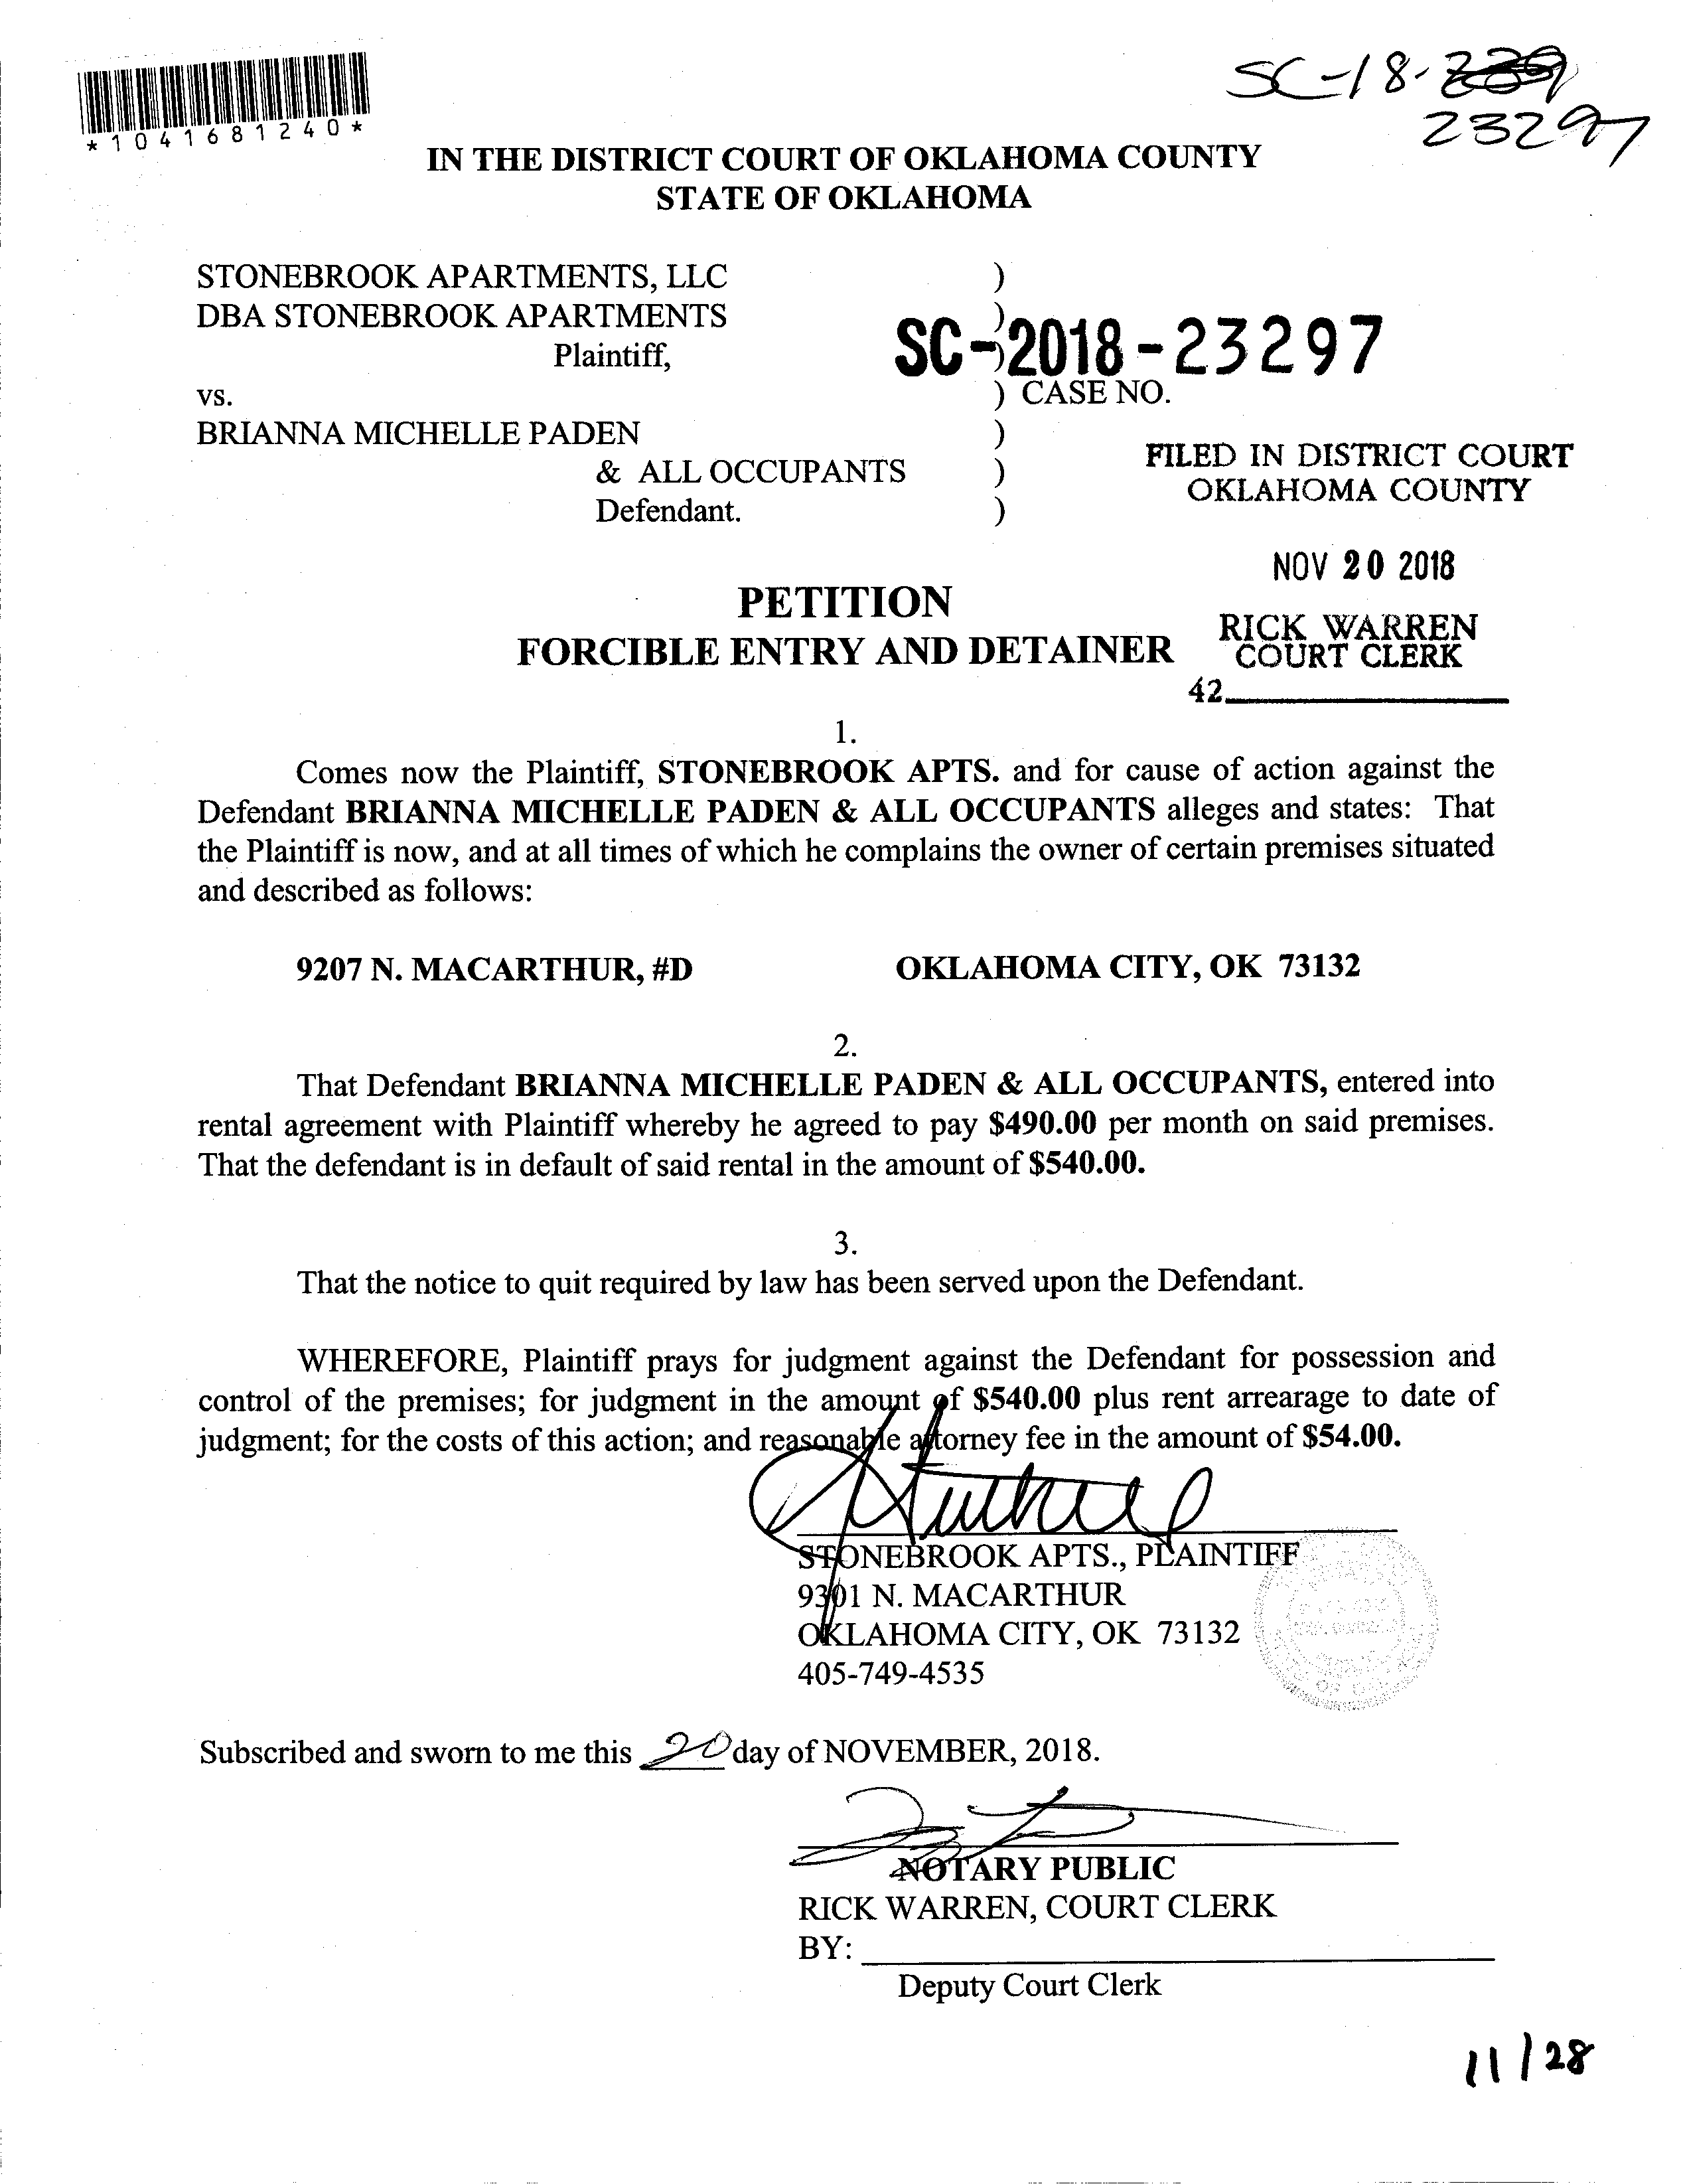 SC-18-
23297
*1041681240*
IN THE DISTRICT COURT OF OKLAHOMA COUNTY
STATE OF OKLAHOMA
STONEBROOK APARTMENTS, LLC )
DBA STONEBROOK APARTMENTS )
Plaintiff, )
SC-2018-23297
vs. ) CASE NO.
BRIANNA MICHELLE PADEN )
& ALL OCCUPANTS )
Defendant. )
FILED IN DISTRICT COURT
OKLAHOMA COUNTY
NOV 20 2018
RICK WARREN
COURT CLERK
42
PETITION
FORCIBLE ENTRY AND DETAINER
1.
Comes now the Plaintiff, STONEBROOK APTS. and for cause of action against the
Defendant BRIANNA MICHELLE PADEN & ALL OCCUPANTS alleges and states: That
the Plaintiff is now, and at all times of which he complains the owner of certain premises situated
and described as follows:
9207 N. MACARTHUR, #D OKLAHOMA CITY, OK 73132
2.
That Defendant BRIANNA MICHELLE PADEN & ALL OCCUPANTS, entered into
rental agreement with Plaintiff whereby he agreed to pay $490.00 per month on said premises.
That the defendant is in default of said rental in the amount of $540.00.
3.
That the notice to quit required by law has been served upon the Defendant.
WHEREFORE, Plaintiff prays for judgment against the Defendant for possession and
control of the premises; for judgment in the amount of $540.00 plus rent arrearage to date of
judgment; for the costs of this action; and reasonable attorney fee in the amount of $54.00.
STONEBROOK APTS., PLAINTIFF
9301 N. MACARTHUR
OKLAHOMA CITY, OK 73132
405-749-4535
Subscribed and sworn to me this 20 day of NOVEMBER, 2018.
NOTARY PUBLIC
RICK WARREN, COURT CLERK
BY:
Deputy Court Clerk
11/28